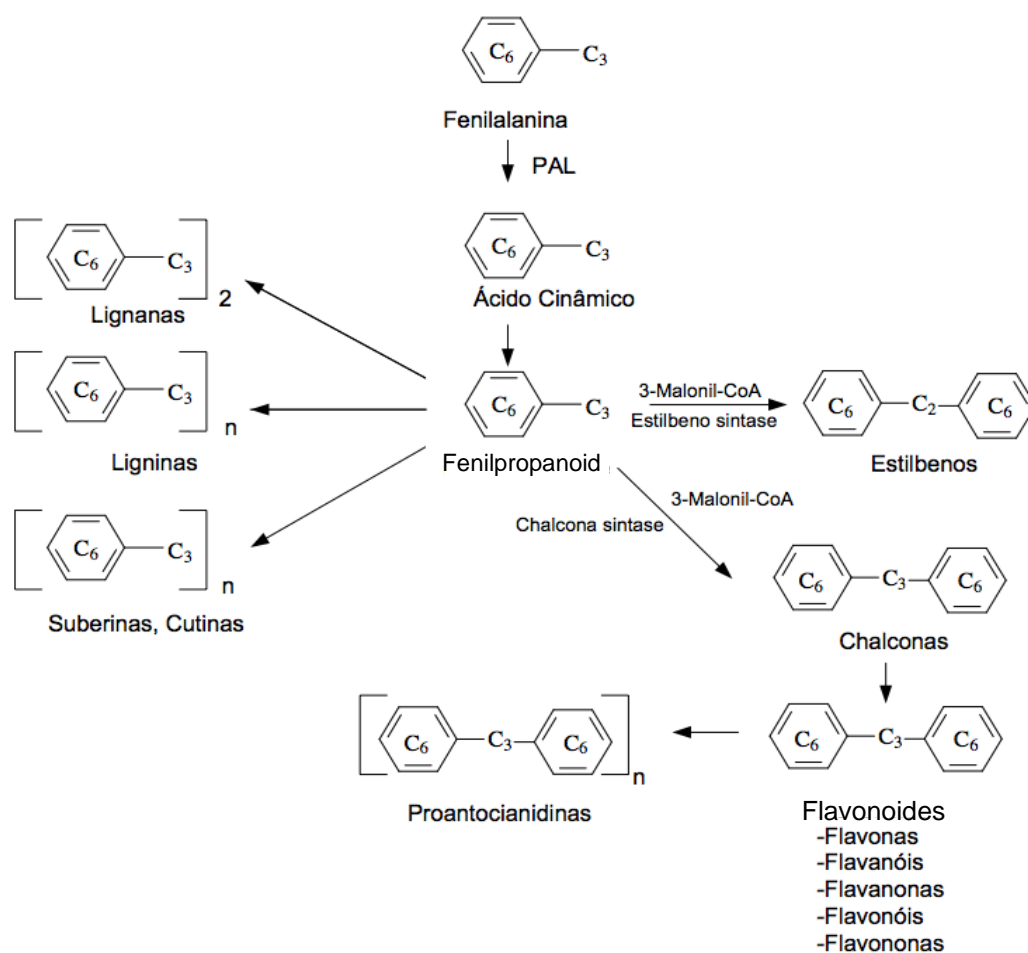 C6 C3
Fenilalanina
PAL
C6 C3
Ácido Cinâmico
C6 C3
2
Lignanas
C6 C3
n
Ligninas
C6 C3
Fenilpropanoid
3-Malonil-CoA
Estilbeno sintase
C6 C2 C6
Estilbenos
C6 C3
n
Suberinas, Cutinas
3-Malonil-CoA
Chalcona sintase
C6 C3 C6
Chalconas
C6 C3 C6
n
Proantocianidinas
C6 C3 C6
Flavonoides
-Flavonas
-Flavanóis
-Flavanonas
-Flavonóis
-Flavononas